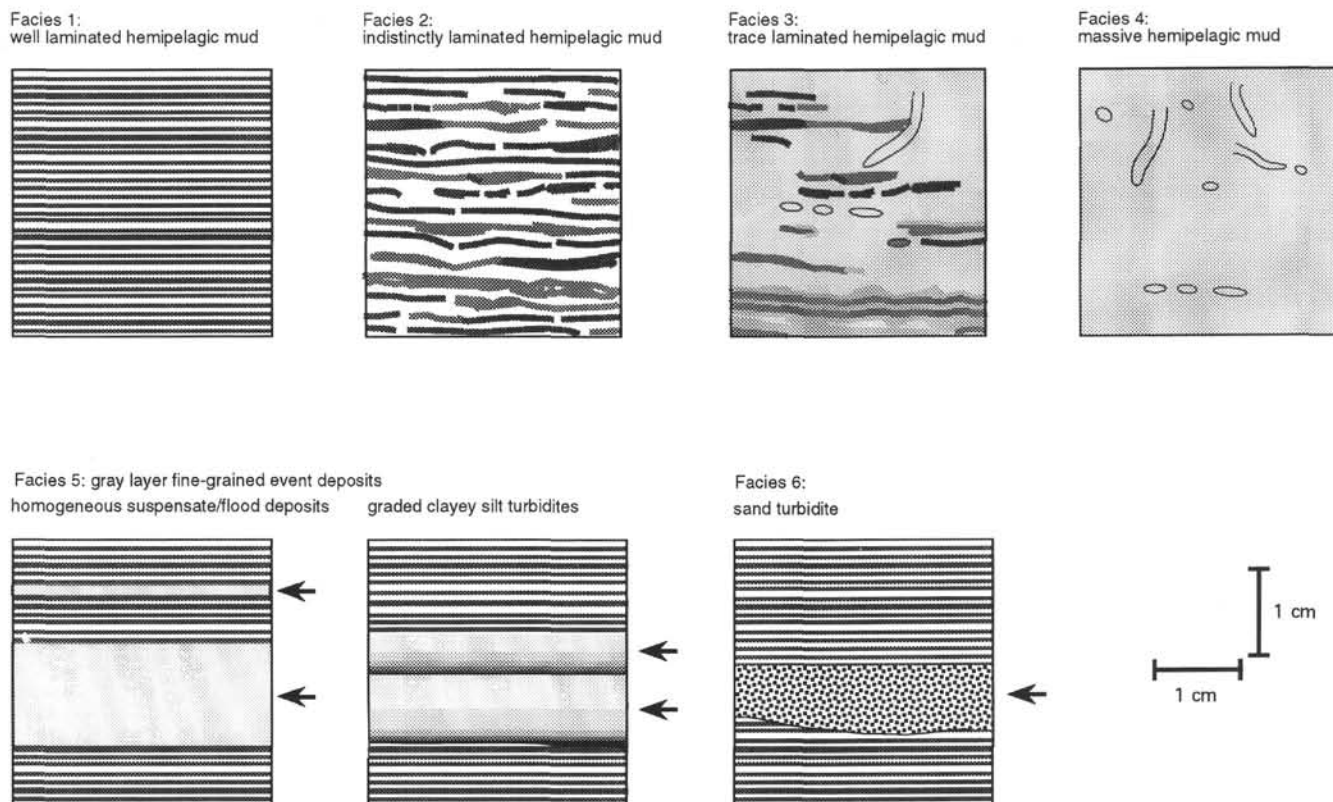 Facies 1:
well laminated hemipelagic mud
Facies 2:
indistinctly laminated hemipelagic mud
Facies 3:
trace laminated hemipelagic mud
Facies 4:
massive hemipelagic mud
Facies 5: gray layer fine-grained event deposits
homogeneous suspensate/flood deposits
graded clayey silt turbidites
Facies 6:
sand turbidite
1 cm
1 cm